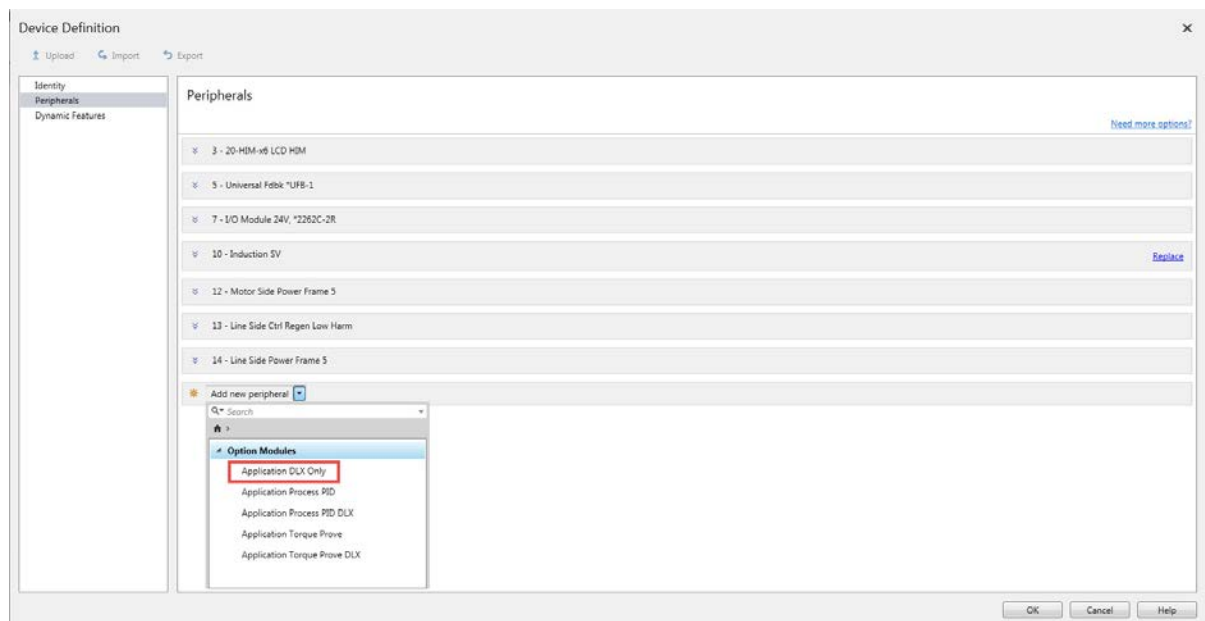 Device Definition
Upload Import Export
Identity
Peripherals
Dynamic Features
Peripherals
Need more options?
3 - 20-HIM-x6 LCD HIM
5 - Universal Fdbk *UFB-1
7 - I/O Module 24V, *2262C-2R
10 - Induction SV
Replace
12 - Motor Side Power Frame 5
13 - Line Side Ctrl Regen Low Harm
14 - Line Side Power Frame 5
Add new peripheral
Search
Option Modules
Application DLX Only
Application Process PID
Application Process PID DLX
Application Torque Prove
Application Torque Prove DLX
OK Cancel Help